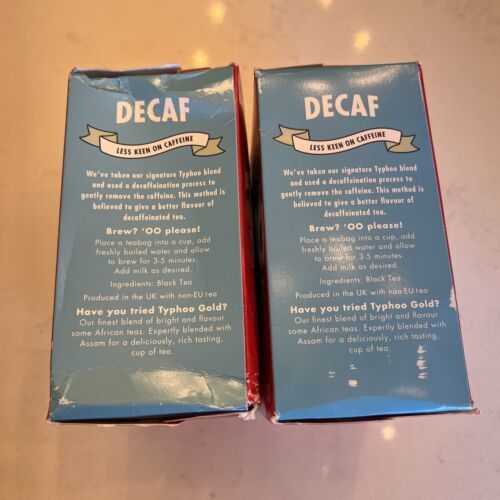 DECAF
LESS KEEN ON CAFFEINE
We've taken our signature Typhoo blend
and used a decaffeination process to
gently remove the caffeine. This method is
believed to give a better flavour of
decaffeinated tea.
Brew? 'OO please!
Place a teabag into a cup, add
freshly boiled water and allow
to brew for 3-5 minutes.
Add milk as desired.
Ingredients: Black Tea
Produced in the UK with non-EU tea
Have you tried Typhoo Gold?
Our finest blend of bright and flavour
some African teas. Expertly blended with
Assam for a deliciously, rich tasting,
cup of tea.
DECAF
LESS KEEN ON CAFFEINE
We've taken our signature Typhoo blend
and used a decaffeination process to
gently remove the caffeine. This method is
believed to give a better flavour of
decaffeinated tea.
Brew? 'OO please!
Place a teabag into a cup, add
freshly boiled water and allow
to brew for 3-5 minutes.
Add milk as desired.
Ingredients: Black Tea
Produced in the UK with non-EU tea
Have you tried Typhoo Gold?
Our finest blend of bright and flavour
some African teas. Expertly blended with
Assam for a deliciously, rich tasting,
cup of tea.